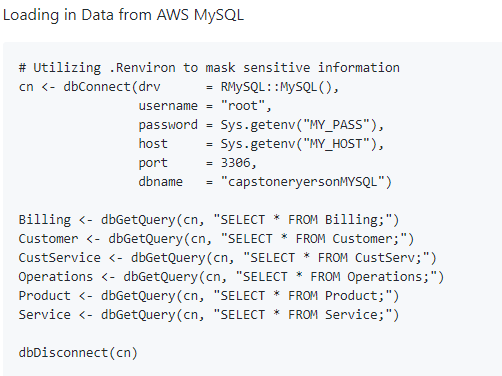 Loading in Data from AWS MySQL
# Utilizing .Renviron to mask sensitive information
cn <- dbConnect(drv      = RMySQL::MySQL(),
                username = "root",
                password = Sys.getenv("MY_PASS"),
                host     = Sys.getenv("MY_HOST"),
                port     = 3306,
                dbname   = "capstoneryersonMYSQL")
Billing <- dbGetQuery(cn, "SELECT * FROM Billing;")
Customer <- dbGetQuery(cn, "SELECT * FROM Customer;")
CustService <- dbGetQuery(cn, "SELECT * FROM CustServ;")
Operations <- dbGetQuery(cn, "SELECT * FROM Operations;")
Product <- dbGetQuery(cn, "SELECT * FROM Product;")
Service <- dbGetQuery(cn, "SELECT * FROM Service;")
dbDisconnect(cn)